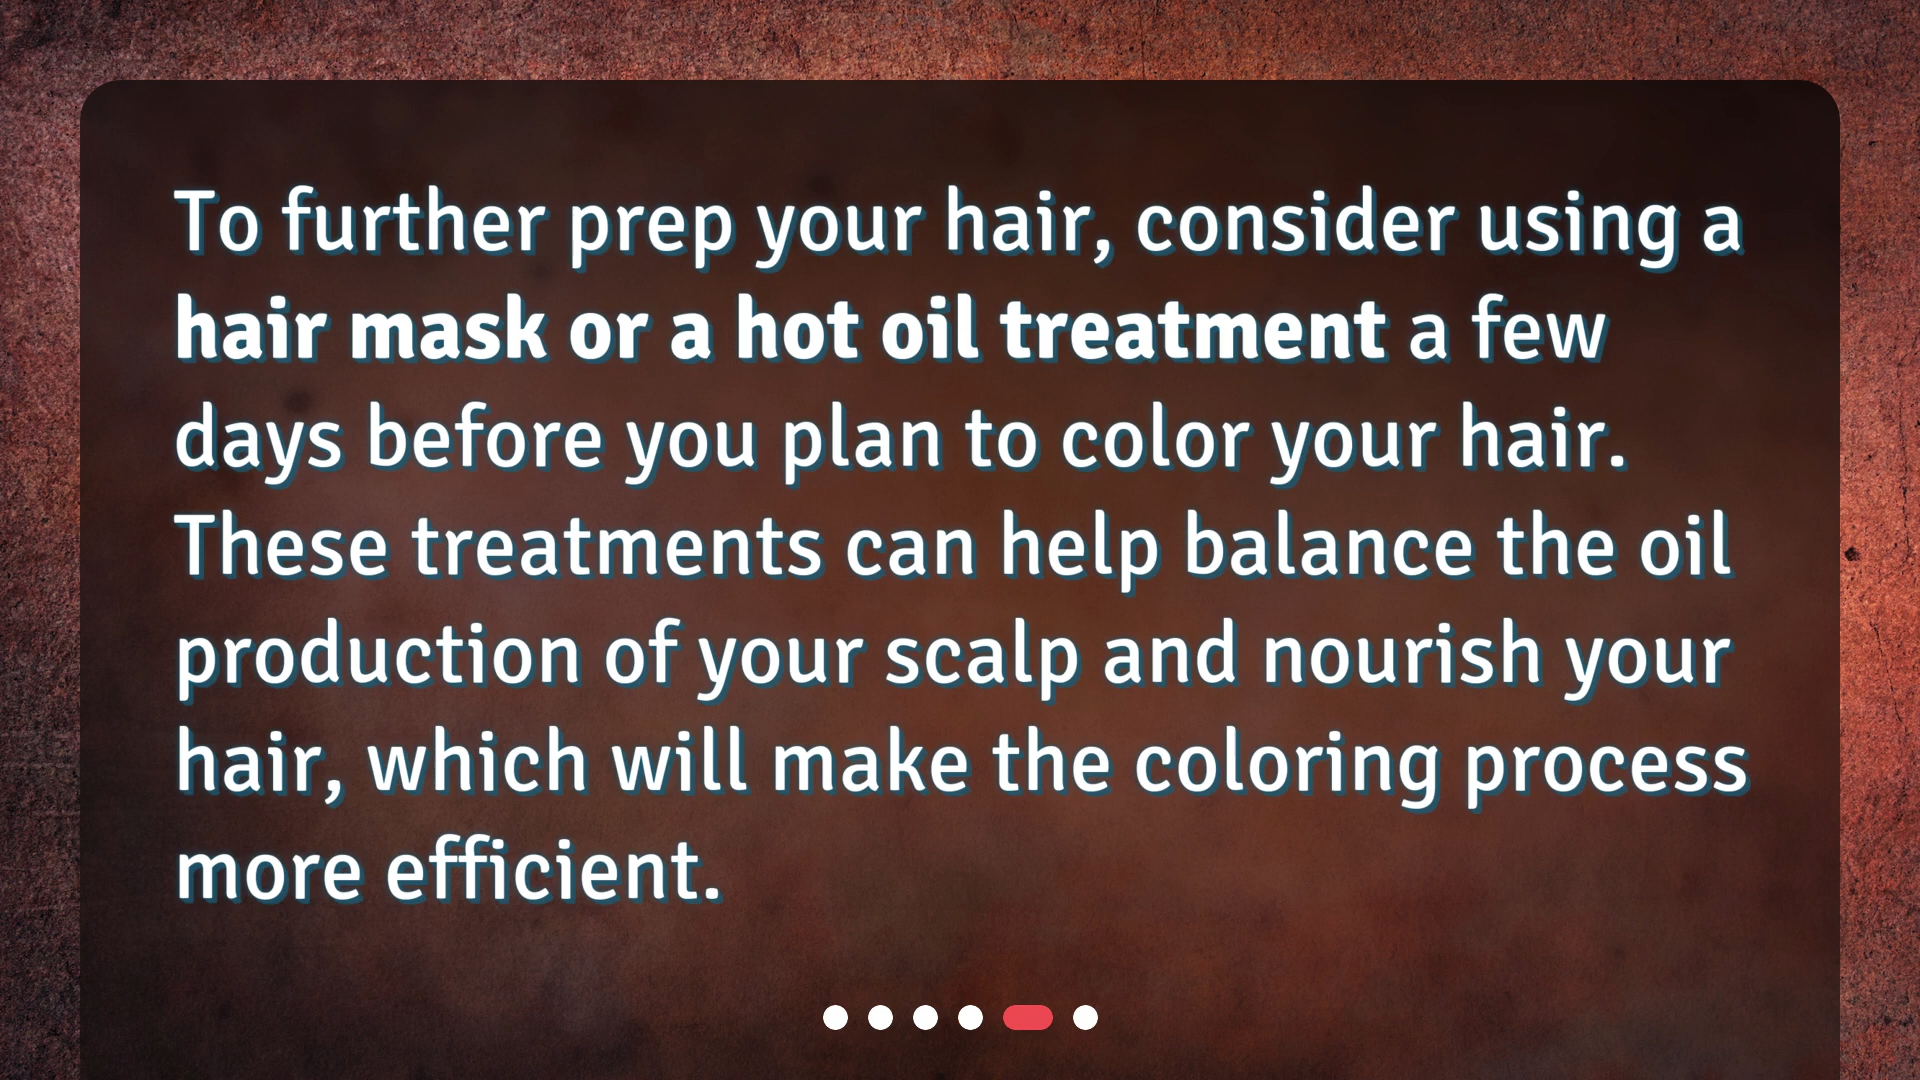 To further prep your hair, consider using a
hair mask or a hot oil treatment a few
days before you plan to color your hair.
These treatments can help balance the oil
production of your scalp and nourish your
hair, which will make the coloring process
more efficient.